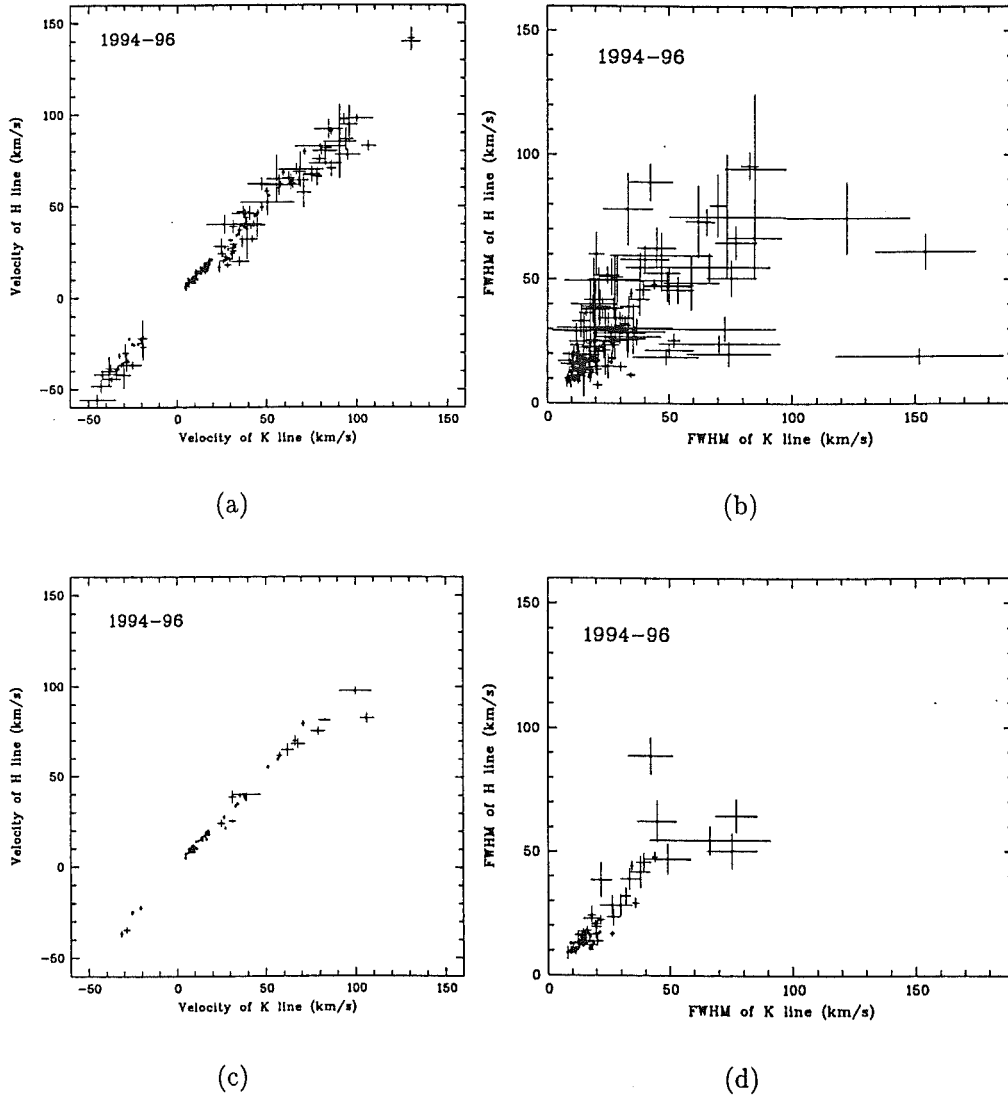 1994-96
150
100
50
0
-50
Velocity of H line (km/s)
-50 0 50 100 150
Velocity of K line (km/s)
(a)
1994-96
150
100
50
0
FWHM of H line (km/s)
0 50 100 150
FWHM of K line (km/s)
(b)
1994-96
150
100
50
0
-50
Velocity of H line (km/s)
-50 0 50 100 150
Velocity of K line (km/s)
(c)
1994-96
150
100
50
0
FWHM of H line (km/s)
0 50 100 150
FWHM of K line (km/s)
(d)